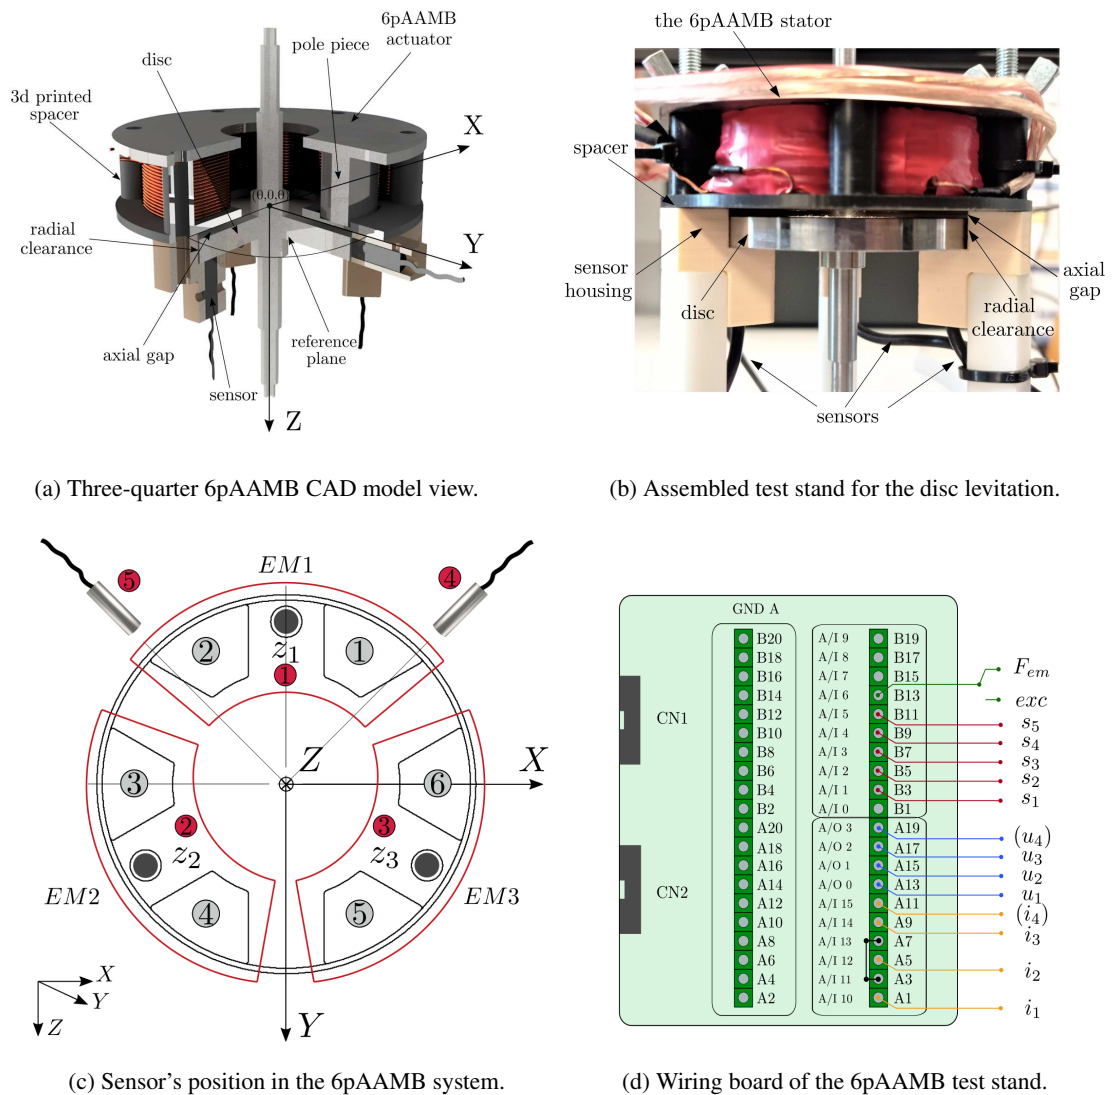 6pAAMB
actuator
pole piece
disc
3d printed
spacer
X
(0,0,0)
radial
clearance
Y
axial gap
reference
plane
sensor
Z
(a) Three-quarter 6pAAMB CAD model view.
the 6pAAMB stator
spacer
sensor
housing
disc
axial
gap
radial
clearance
sensors
(b) Assembled test stand for the disc levitation.
5
EM1
4
2
z1
1
1
3
Z
X
6
2
z2
3
z3
EM2
4
5
EM3
Y
X
Y
Z
(c) Sensor's position in the 6pAAMB system.
GND A
B20 A/I 9 B19
B18 A/I 8 B17
B16 A/I 7 B15
B14 A/I 6 B13
B12 A/I 5 B11
B10 A/I 4 B9
B8 A/I 3 B7
B6 A/I 2 B5
B4 A/I 1 B3
B2 A/I 0 B1
A20 A/O 3 A19
A18 A/O 2 A17
A16 A/O 1 A15
A14 A/O 0 A13
A12 A/I 15 A11
A10 A/I 14 A9
A8 A/I 13 A7
A6 A/I 12 A5
A4 A/I 11 A3
A2 A/I 10 A1
CN1
CN2
Fem
exc
s5
s4
s3
s2
s1
(u4)
u3
u2
u1
(i4)
i3
i2
i1
(d) Wiring board of the 6pAAMB test stand.